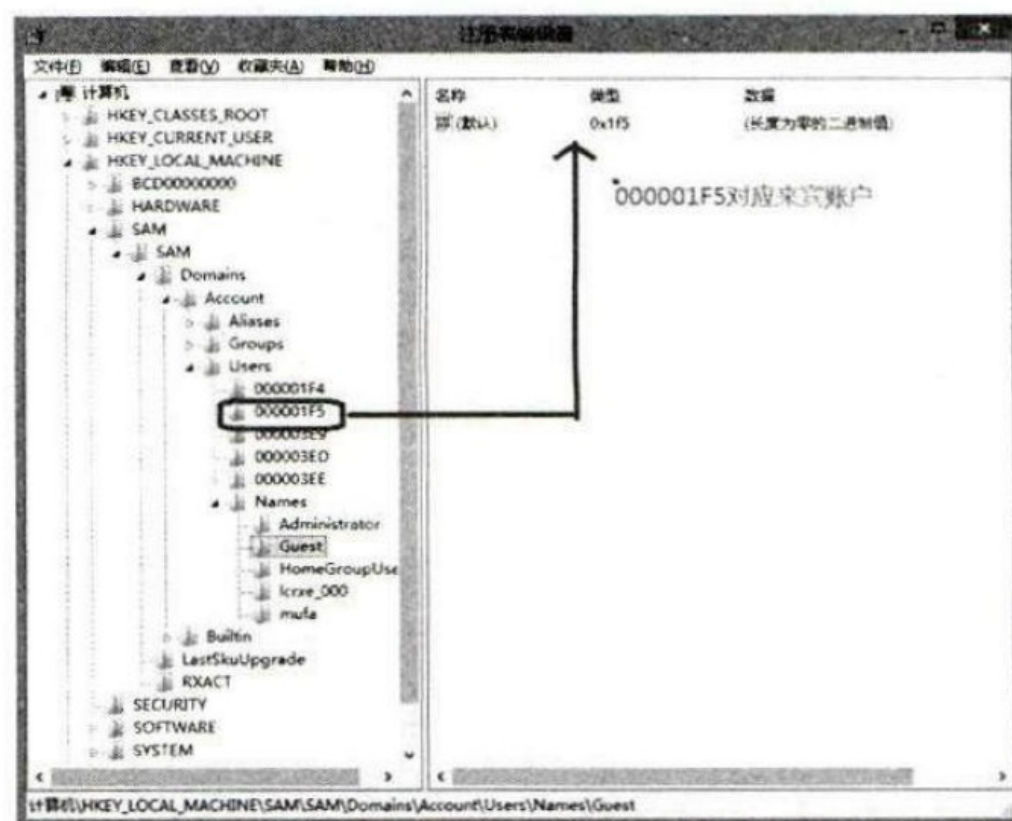 注册表编辑器
文件(F) 编辑(E) 查看(V) 收藏夹(A) 帮助(H)
计算机
HKEY_CLASSES_ROOT
HKEY_CURRENT_USER
HKEY_LOCAL_MACHINE
BCD00000000
HARDWARE
SAM
SAM
Domains
Account
Aliases
Groups
Users
000001F4
000001F5
000003E9
000003ED
000003EE
Names
Administrator
Guest
HomeGroupUse
lcrxe_000
mufa
Builtin
LastSkuUpgrade
RXACT
SECURITY
SOFTWARE
SYSTEM
名称 类型 数据
(默认) 0x1f5 (长度为零的二进制值)
000001F5对应来宾账户
计算机\HKEY_LOCAL_MACHINE\SAM\SAM\Domains\Account\Users\Names\Guest